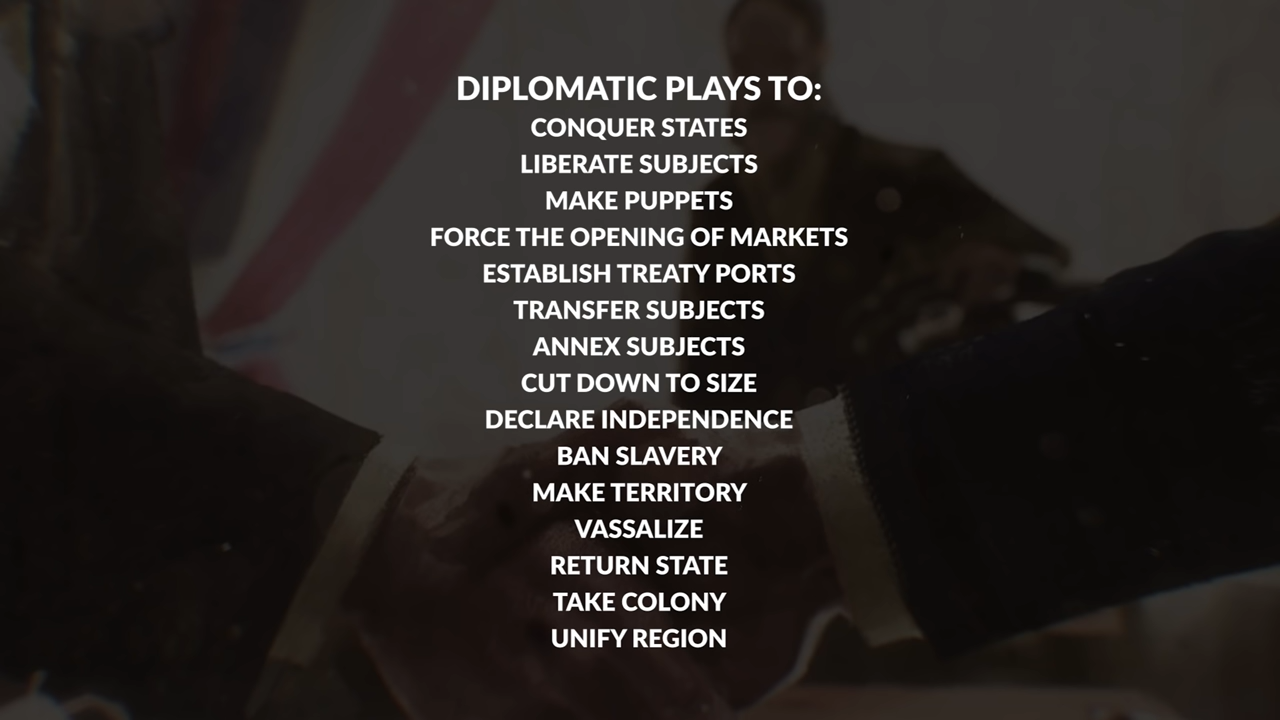 DIPLOMATIC PLAYS TO:
CONQUER STATES
LIBERATE SUBJECTS
MAKE PUPPETS
FORCE THE OPENING OF MARKETS
ESTABLISH TREATY PORTS
TRANSFER SUBJECTS
ANNEX SUBJECTS
CUT DOWN TO SIZE
DECLARE INDEPENDENCE
BAN SLAVERY
MAKE TERRITORY
VASSALIZE
RETURN STATE
TAKE COLONY
UNIFY REGION